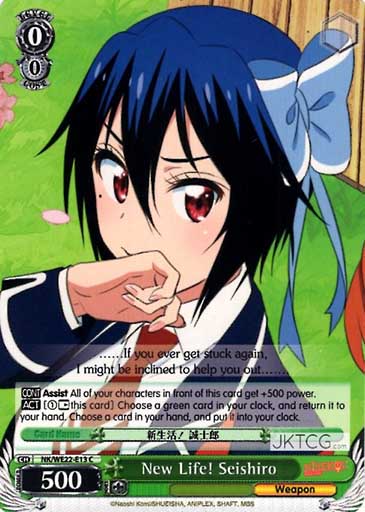 0
0
……If you ever get stuck again,
I might be inclined to help you out……
CONT Assist All of your characters in front of this card get +500 power.
ACT [① this card] Choose a green card in your clock, and return it to
your hand. Choose a card in your hand, and put it into your clock.
Card Name
新生活！ 誠士郎
JKTCG.com
CH
NK/WE22-E13 C
New Life! Seishiro
500
Weapon
©Naoshi Komi/SHUEISHA, ANIPLEX, SHAFT, MBS